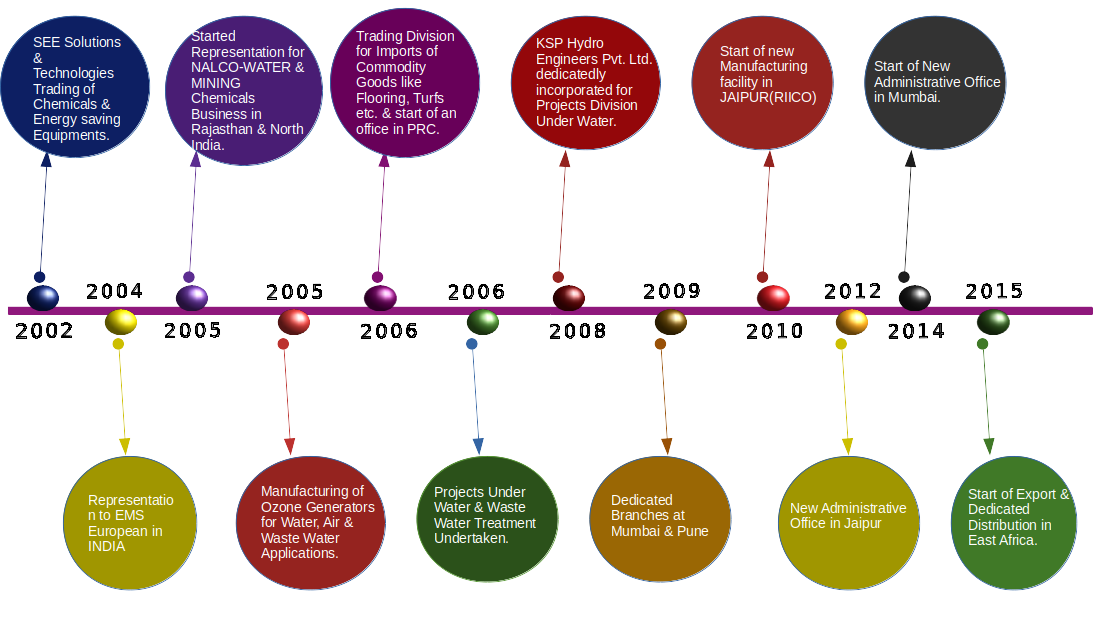 SEE Solutions
&
Technologies
Trading of
Chemicals &
Energy saving
Equipments.
Started
Representation for
NALCO-WATER &
MINING
Chemicals
Business in
Rajasthan & North
India.
Trading Division
for Imports of
Commodity
Goods like
Flooring, Turfs
etc. & start of an
office in PRC.
KSP Hydro
Engineers Pvt. Ltd.
dedicatedly
incorporated for
Projects Division
Under Water.
Start of new
Manufacturing
facility in
JAIPUR(RIICO)
Start of New
Administrative Office
in Mumbai.
2004
2005
2006
2009
2012
2015
2002
2005
2006
2008
2010
2014
Representatio
n to EMS
European in
INDIA
Manufacturing of
Ozone Generators
for Water, Air &
Waste Water
Applications.
Projects Under
Water & Waste
Water Treatment
Undertaken.
Dedicated
Branches at
Mumbai & Pune
New Administrative
Office in Jaipur
Start of Export &
Dedicated
Distribution in
East Africa.